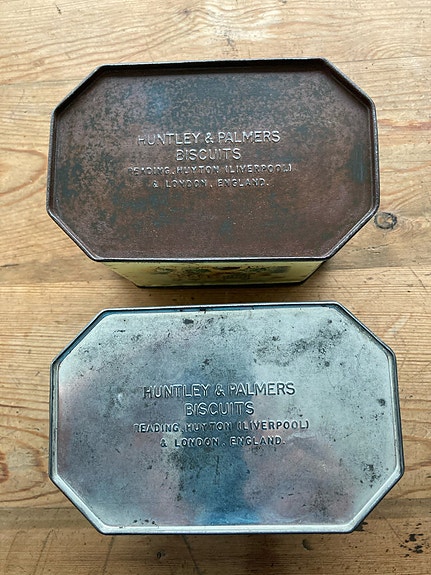 HUNTLEY & PALMERS
BISCUITS
READING, HUYTON (LIVERPOOL)
& LONDON, ENGLAND.
HUNTLEY & PALMERS
BISCUITS
READING, HUYTON (LIVERPOOL)
& LONDON, ENGLAND.